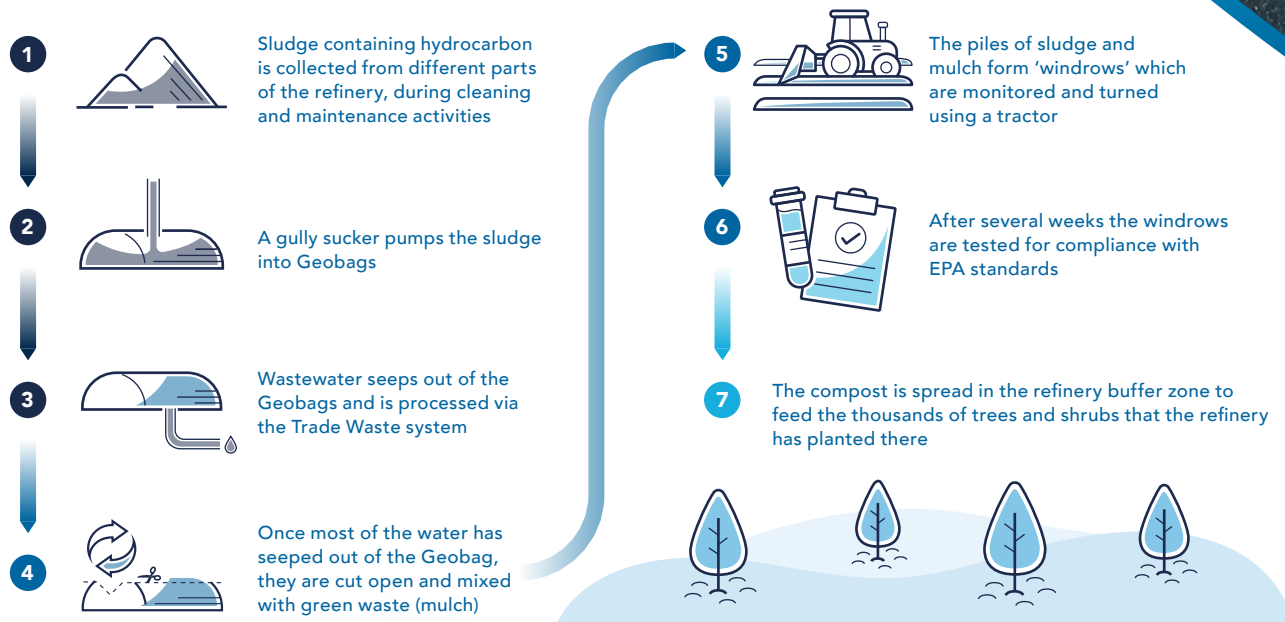 1
Sludge containing hydrocarbon
is collected from different parts
of the refinery, during cleaning
and maintenance activities
2
A gully sucker pumps the sludge
into Geobags
3
Wastewater seeps out of the
Geobags and is processed via
the Trade Waste system
4
Once most of the water has
seeped out of the Geobag,
they are cut open and mixed
with green waste (mulch)
5
The piles of sludge and
mulch form ‘windrows’ which
are monitored and turned
using a tractor
6
After several weeks the windrows
are tested for compliance with
EPA standards
7
The compost is spread in the refinery buffer zone to
feed the thousands of trees and shrubs that the refinery
has planted there